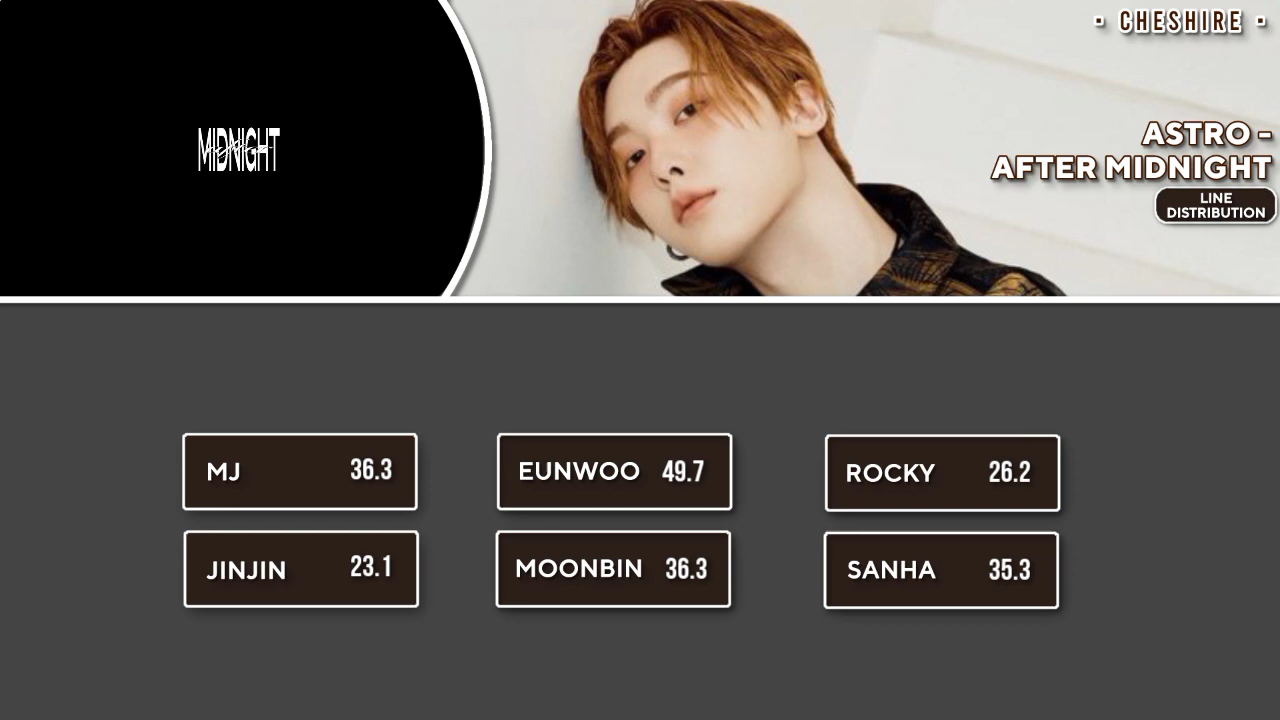 MIDNIGHT
▪ CHESHIRE ▪
ASTRO -
AFTER MIDNIGHT
LINE
DISTRIBUTION
MJ 36.3
EUNWOO 49.7
ROCKY 26.2
JINJIN 23.1
MOONBIN 36.3
SANHA 35.3